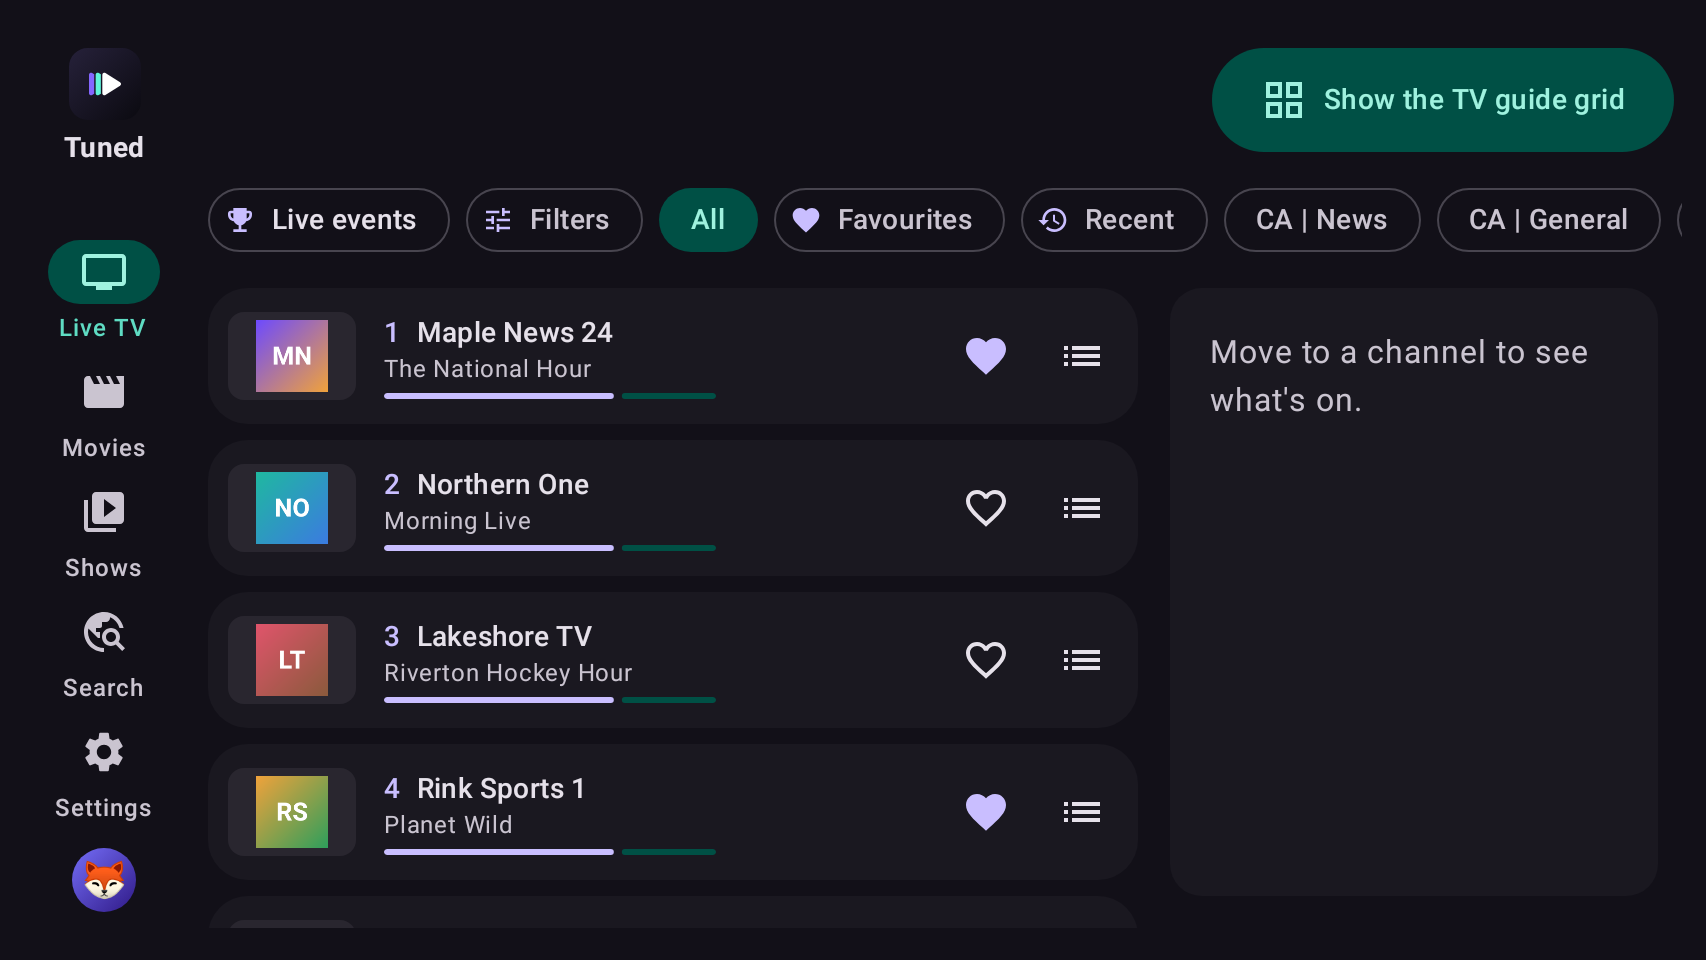 Tuned
Show the TV guide grid
Live events
Filters
All
Favourites
Recent
CA | News
CA | General
Live TV
Movies
Shows
Search
Settings
MN
1 Maple News 24
The National Hour
NO
2 Northern One
Morning Live
LT
3 Lakeshore TV
Riverton Hockey Hour
RS
4 Rink Sports 1
Planet Wild
Move to a channel to see
what's on.